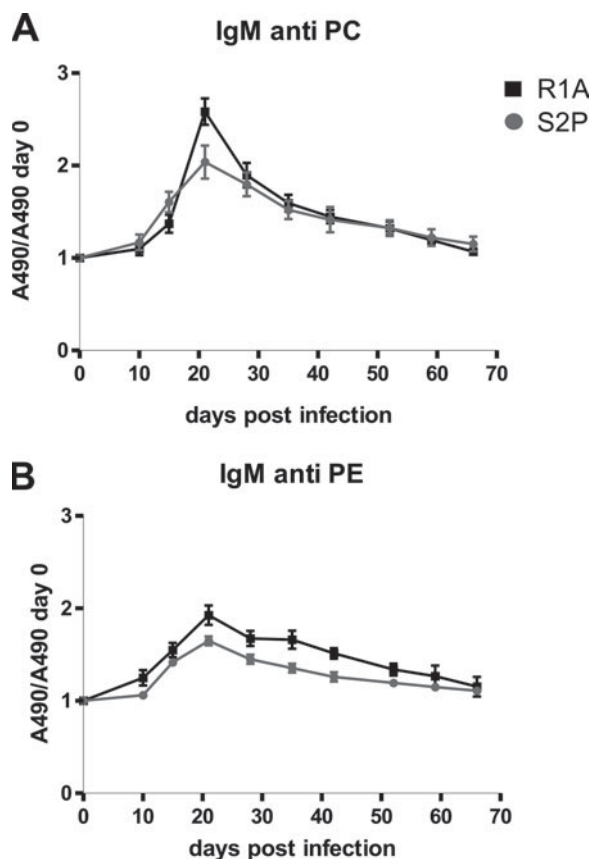 A
IgM anti PC
R1A
S2P
A490/A490 day 0
3
2
1
0
0 10 20 30 40 50 60 70
days post infection
B
IgM anti PE
A490/A490 day 0
3
2
1
0
0 10 20 30 40 50 60 70
days post infection